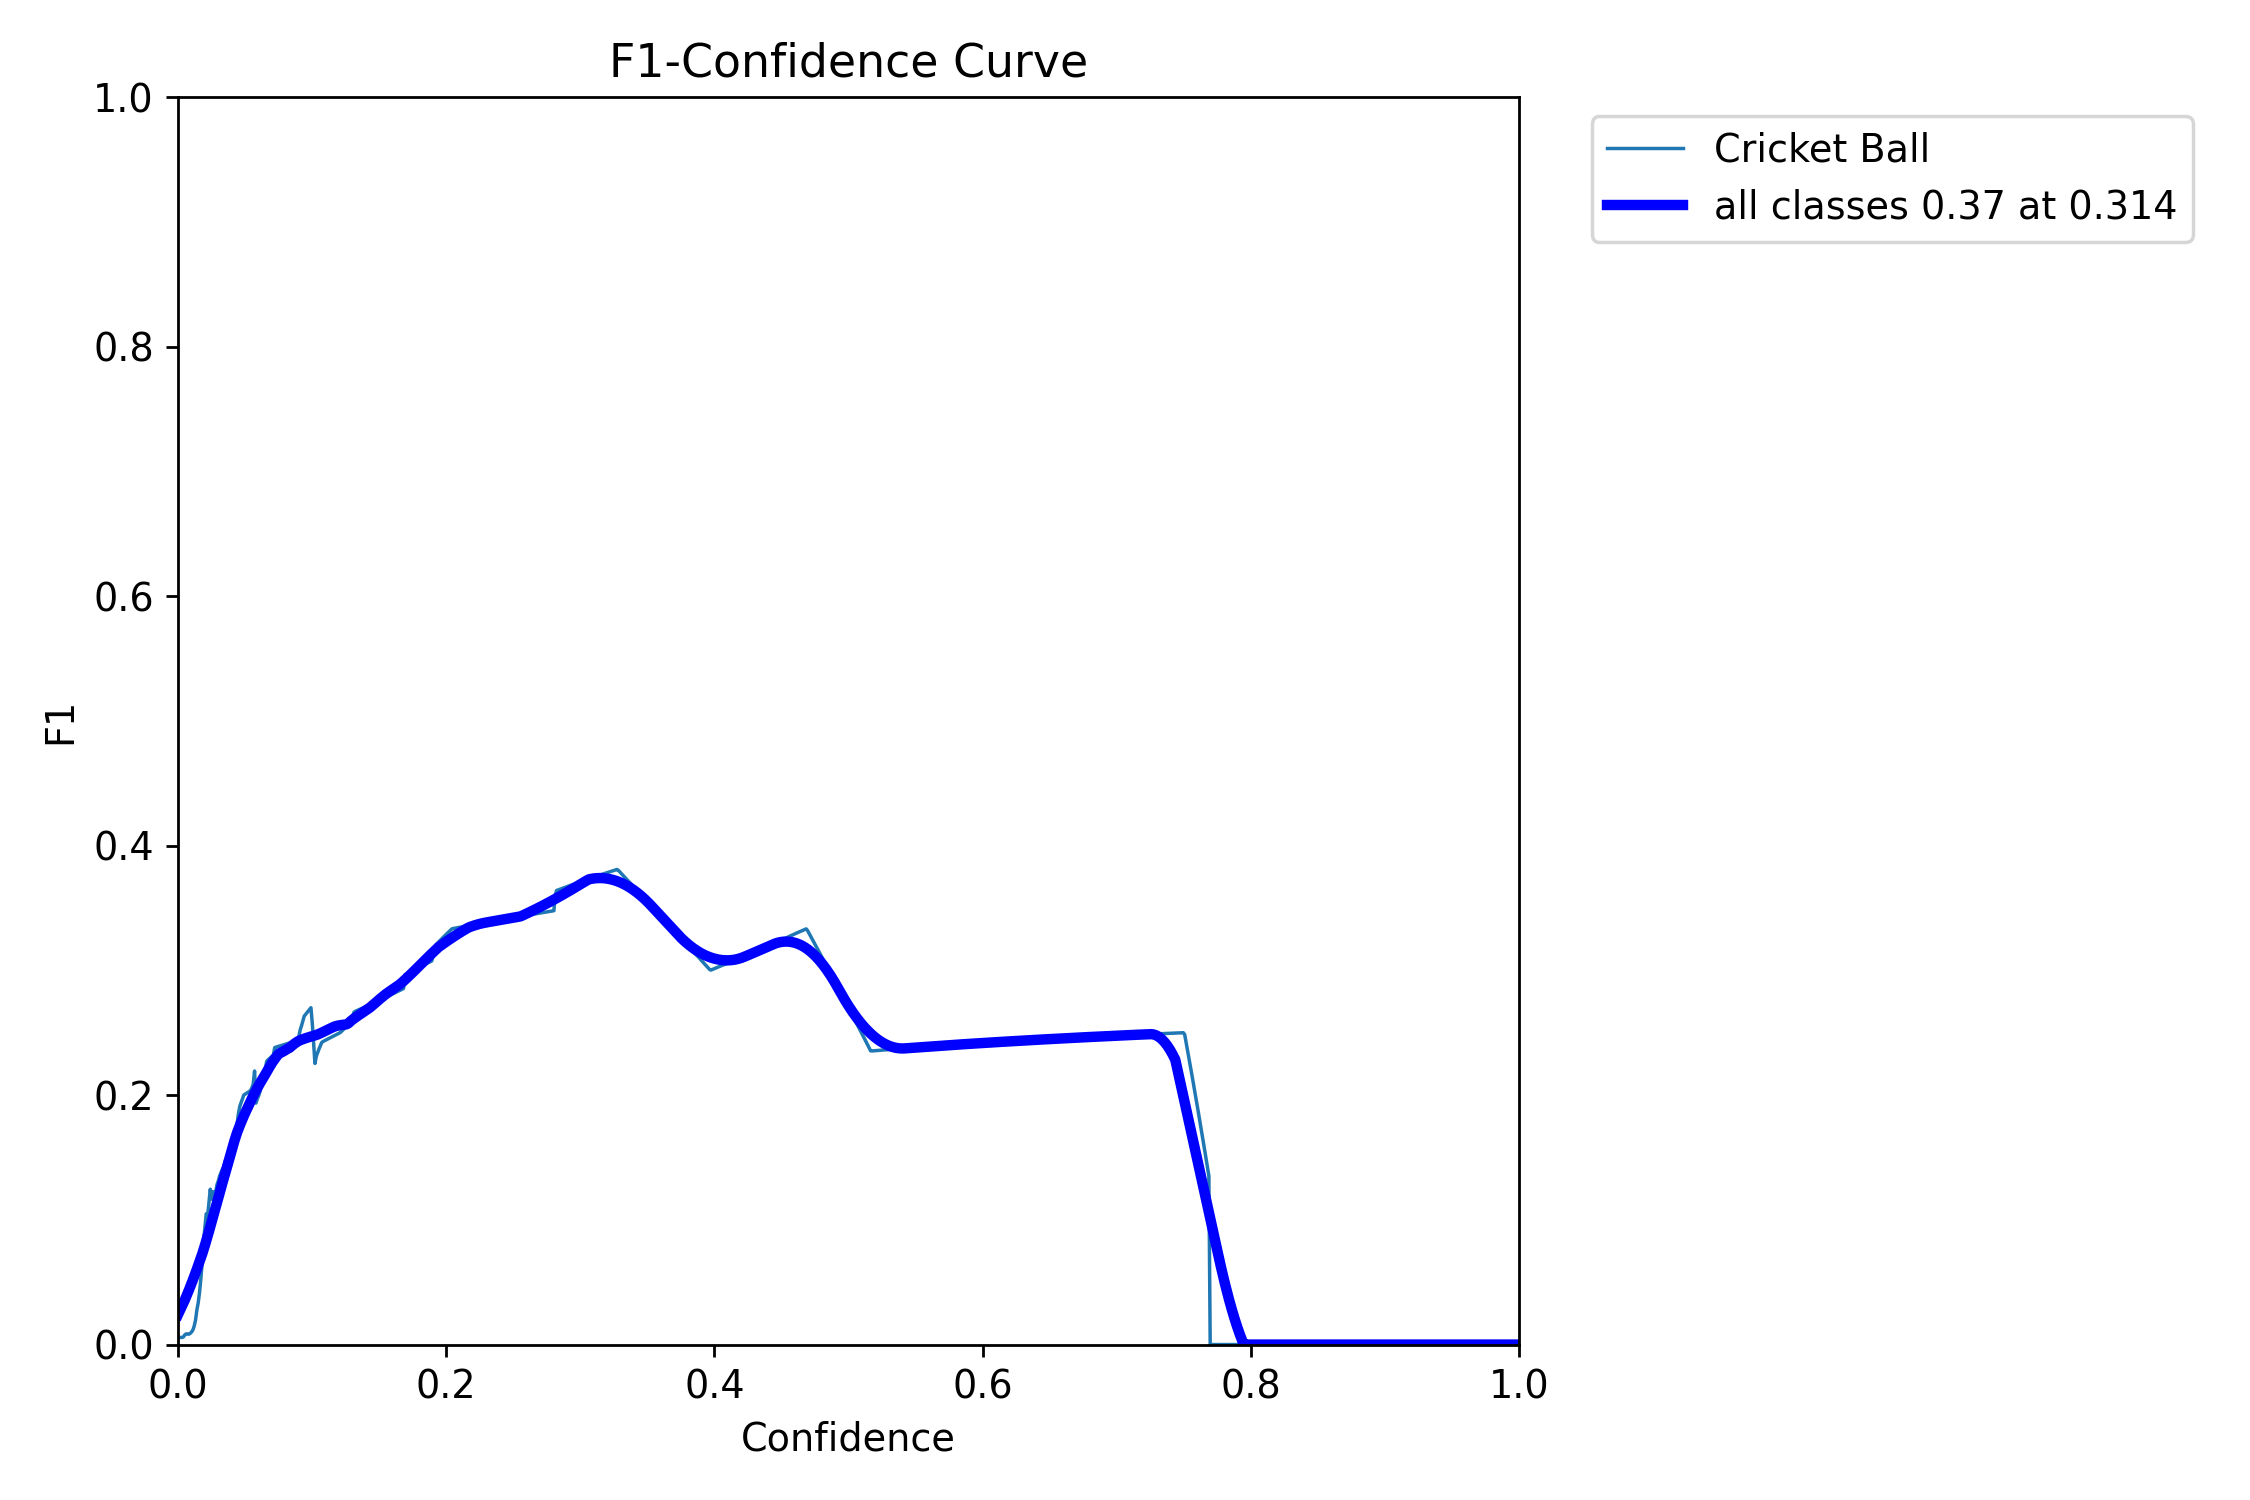 F1-Confidence Curve
1.0
0.8
0.6
0.4
0.2
0.0
F1
0.0 0.2 0.4 0.6 0.8 1.0
Confidence
Cricket Ball
all classes 0.37 at 0.314